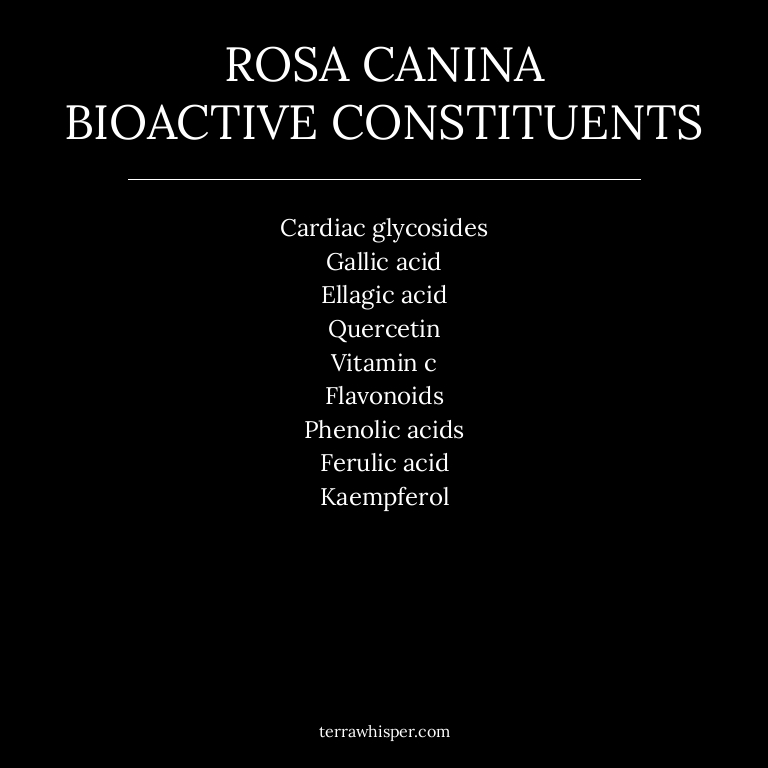 ROSA CANINA
BIOACTIVE CONSTITUENTS
Cardiac glycosides
Gallic acid
Ellagic acid
Quercetin
Vitamin c
Flavonoids
Phenolic acids
Ferulic acid
Kaempferol
terrawhisper.com